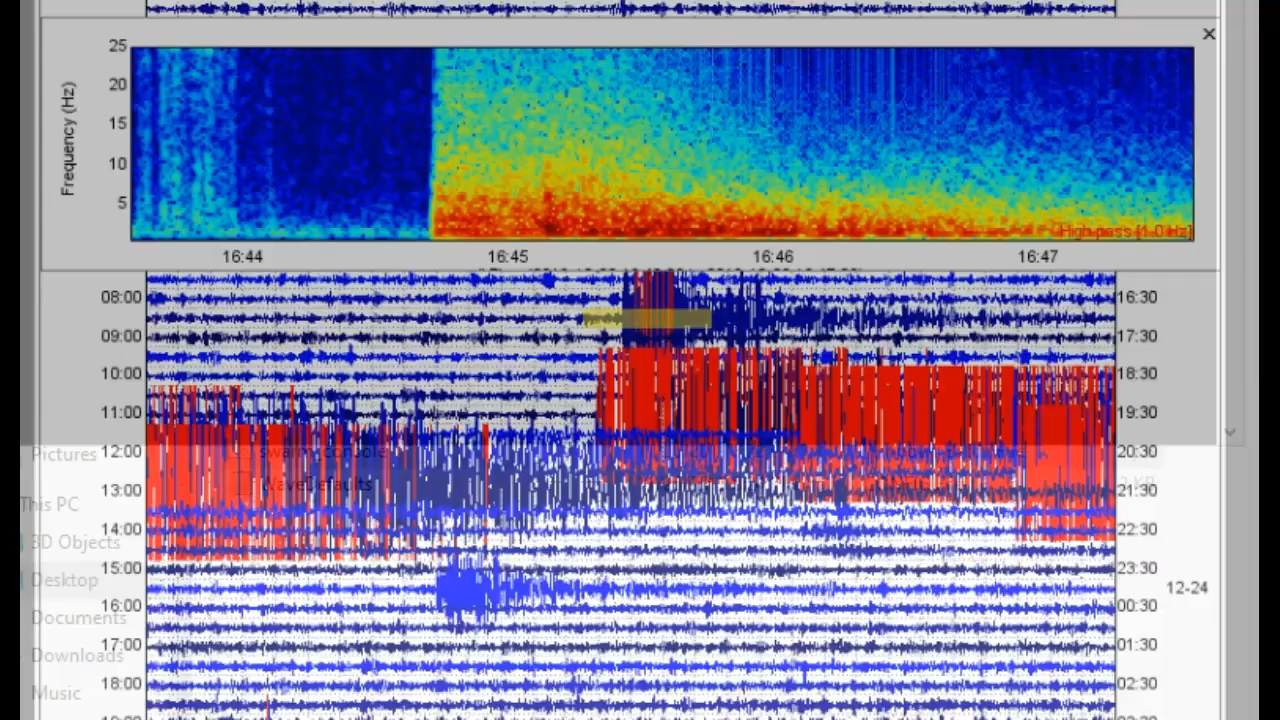 25
20
15
10
5
Frequency (Hz)
High pass [1.0 Hz]
16:44 16:45 16:46 16:47
08:00 16:30
09:00 17:30
10:00 18:30
11:00 19:30
Pictures 12:00 swarm_console 20:30
13:00 WaveDefaults 21:30 KB
This PC
14:00 22:30
3D Objects
15:00 23:30
Desktop 12-24
16:00 00:30
Documents
17:00 01:30
Downloads
18:00 02:30
Music